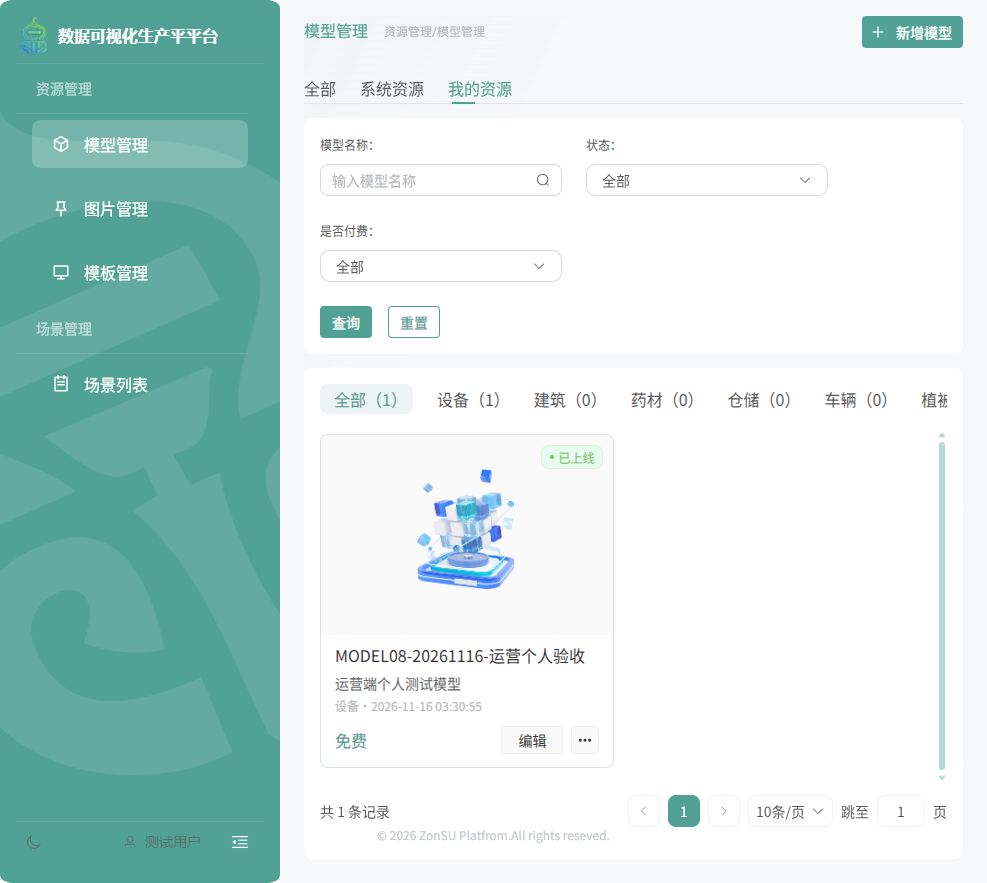 数据可视化生产平平台
资源管理
模型管理
图片管理
模板管理
场景管理
场景列表
测试用户
模型管理 资源管理/模型管理
新增模型
全部 系统资源 我的资源
模型名称： 状态：
输入模型名称 全部
是否付费：
全部
查询 重置
全部（1） 设备（1） 建筑（0） 药材（0） 仓储（0） 车辆（0） 植被
已上线
MODEL08-20261116-运营个人验收
运营端个人测试模型
设备・2026-11-16 03:30:55
免费 编辑 •••
共 1 条记录 1 10条/页 跳至 1 页
© 2026 ZonSU Platfrom.All rights reseved.